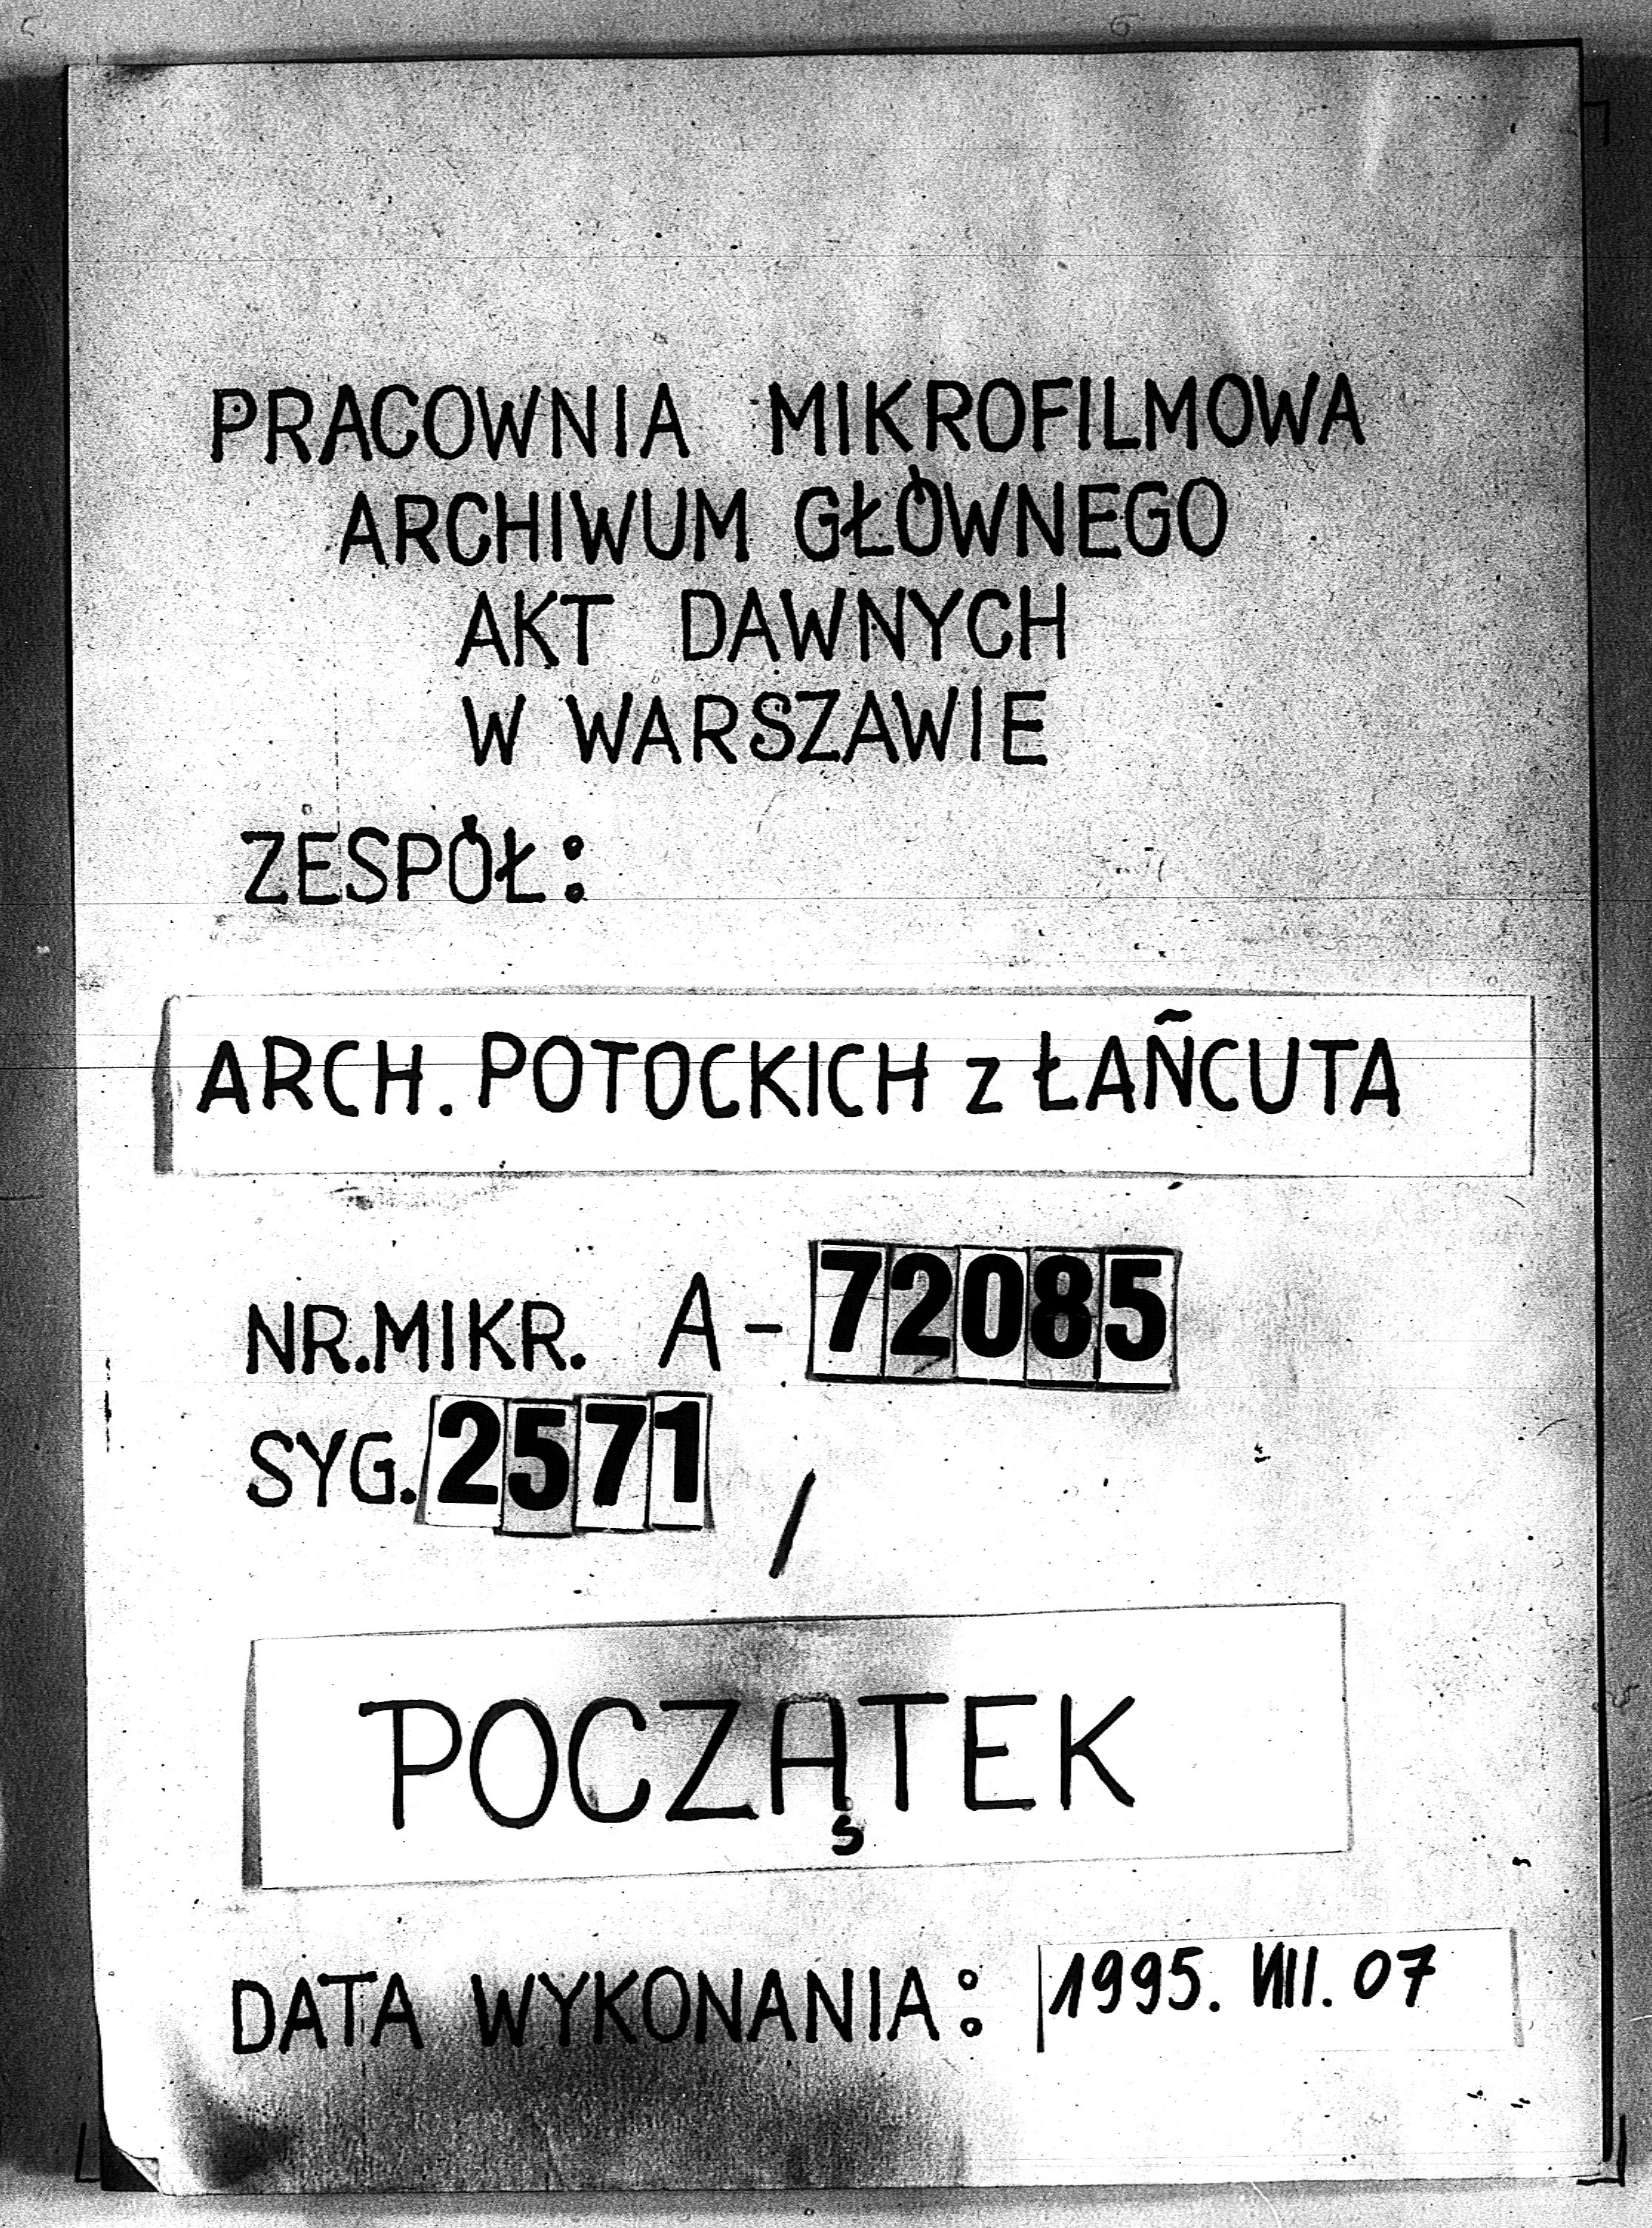 PRACOWNIA MIKROFILMOWA
ARCHIWUM GŁÓWNEGO
AKT DAWNYCH
W WARSZAWIE
ZESPÓŁ:
ARCH. POTOCKICH z ŁAŃCUTA
NR.MIKR. A-72085
SYG. 2571 /
POCZĄTEK
DATA WYKONANIA: 1995. VIII. 07